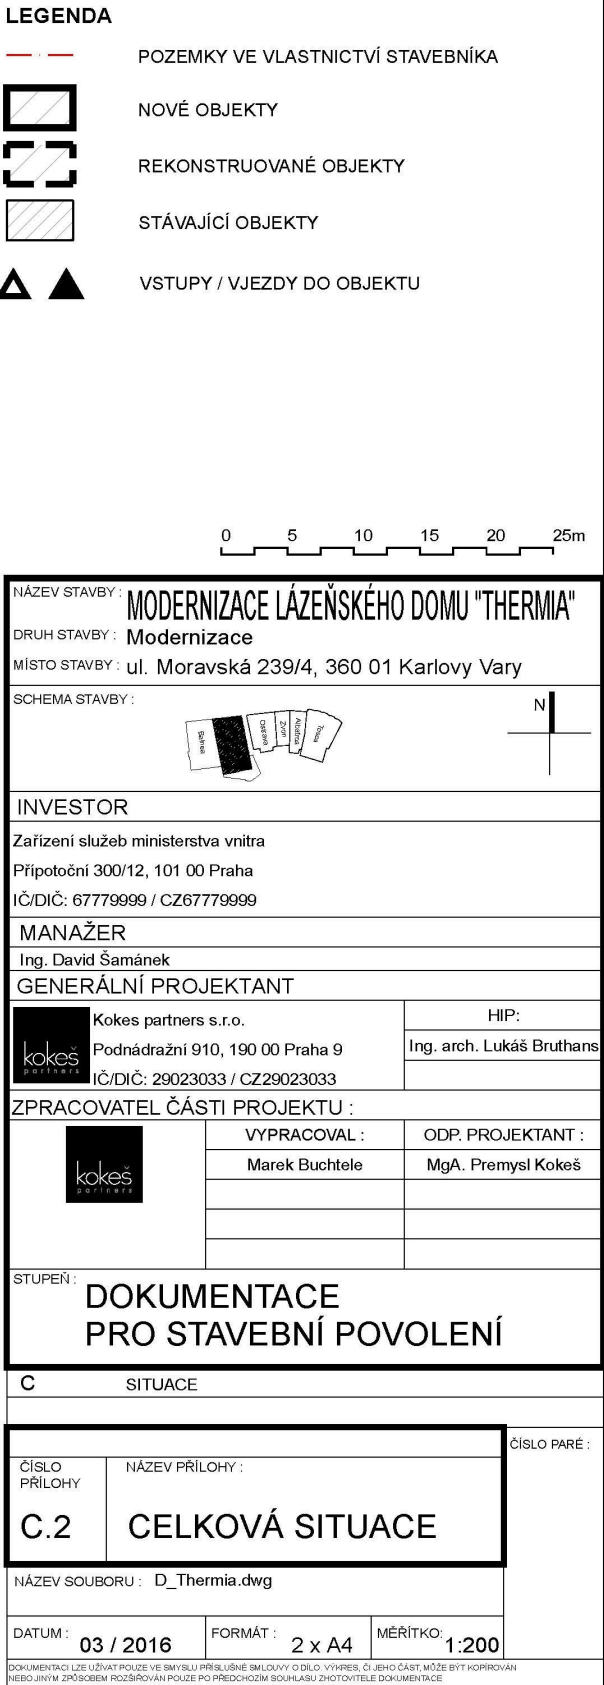 LEGENDA
POZEMKY VE VLASTNICTVÍ STAVEBNÍKA
NOVÉ OBJEKTY
REKONSTRUOVANÉ OBJEKTY
STÁVAJÍCÍ OBJEKTY
VSTUPY / VJEZDY DO OBJEKTU
0 5 10 15 20 25m
NÁZEV STAVBY : MODERNIZACE LÁZEŇSKÉHO DOMU "THERMIA"
DRUH STAVBY : Modernizace
MÍSTO STAVBY : ul. Moravská 239/4, 360 01 Karlovy Vary
SCHEMA STAVBY :
N
Ostrava Zvon Tosca
INVESTOR
Zařízení služeb ministerstva vnitra
Přípotoční 300/12, 101 00 Praha
IČ/DIČ: 67779999 / CZ67779999
MANAŽER
Ing. David Šamánek
GENERÁLNÍ PROJEKTANT
kokeš
partners
Kokes partners s.r.o.
Podnádražní 910, 190 00 Praha 9
IČ/DIČ: 29023033 / CZ29023033
HIP:
Ing. arch. Lukáš Bruthans
ZPRACOVATEL ČÁSTI PROJEKTU :
kokeš
partners
VYPRACOVAL : ODP. PROJEKTANT :
Marek Buchtele MgA. Premysl Kokeš
STUPEŇ :
DOKUMENTACE
PRO STAVEBNÍ POVOLENÍ
C SITUACE
ČÍSLO PARÉ :
ČÍSLO
PŘÍLOHY
NÁZEV PŘÍLOHY :
C.2 CELKOVÁ SITUACE
NÁZEV SOUBORU : D_Thermia.dwg
DATUM : 03 / 2016 FORMÁT : 2 x A4 MĚŘÍTKO: 1:200
DOKUMENTACI LZE UŽÍVAT POUZE VE SMYSLU PŘÍSLUŠNÉ SMLOUVY O DÍLO. VÝKRES, ČI JEHO ČÁST, MŮŽE BÝT KOPÍROVÁN
NEBO JINÝM ZPŮSOBEM ROZŠIŘOVÁN POUZE PO PŘEDCHOZÍM SOUHLASU ZHOTOVITELE DOKUMENTACE